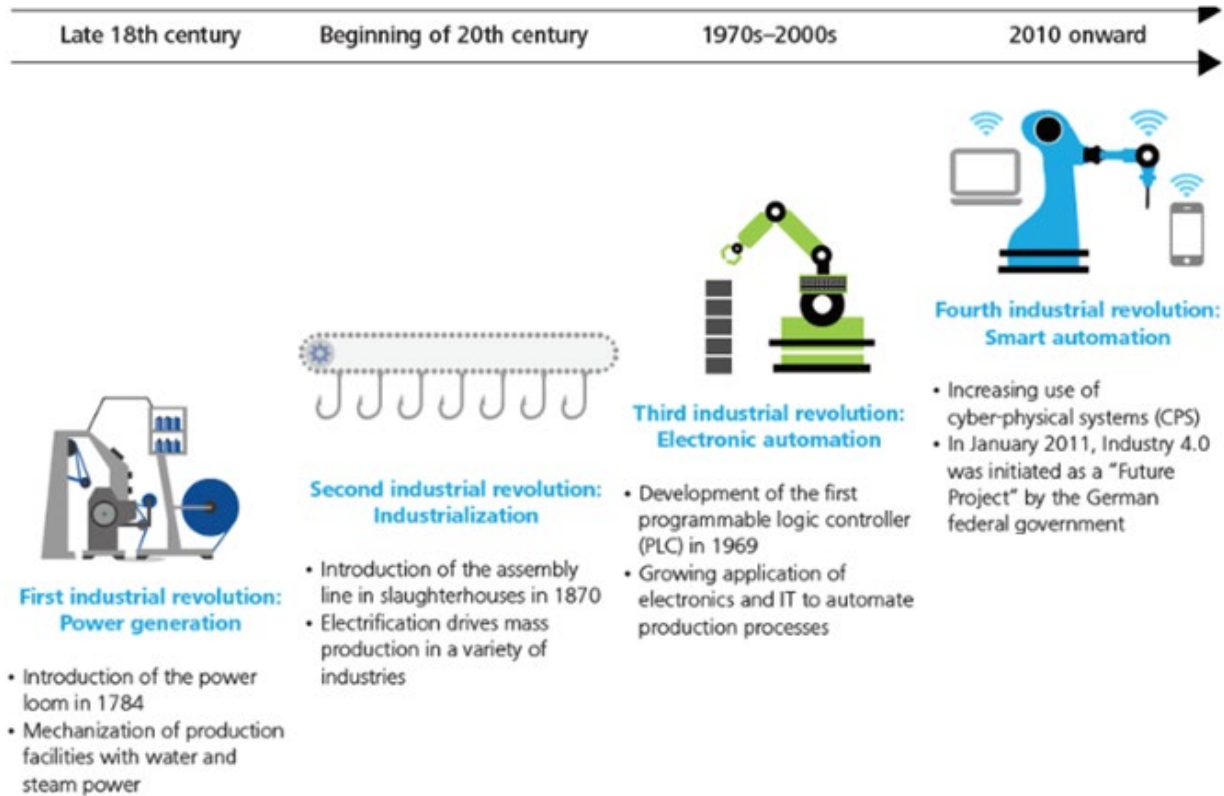 Late 18th century
Beginning of 20th century
1970s–2000s
2010 onward
First industrial revolution:
Power generation
• Introduction of the power
loom in 1784
• Mechanization of production
facilities with water and
steam power
Second industrial revolution:
Industrialization
• Introduction of the assembly
line in slaughterhouses in 1870
• Electrification drives mass
production in a variety of
industries
Third industrial revolution:
Electronic automation
• Development of the first
programmable logic controller
(PLC) in 1969
• Growing application of
electronics and IT to automate
production processes
Fourth industrial revolution:
Smart automation
• Increasing use of
cyber-physical systems (CPS)
• In January 2011, Industry 4.0
was initiated as a "Future
Project" by the German
federal government